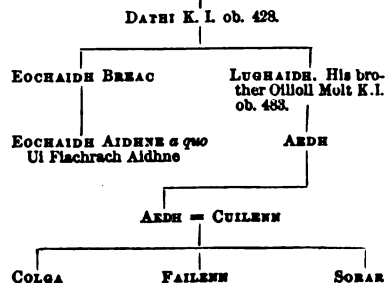 DATHI K. I. ob. 428.
EOCHAIDH BREAC
LUGHAIDH. His bro-
ther Oilioll Molt K.I.
ob. 483.
EOCHAIDH AIDHNE a quo
Ui Fiachrach Aidhne
AEDH
AEDH = CUILENN
COLGA FAILENN SORAR